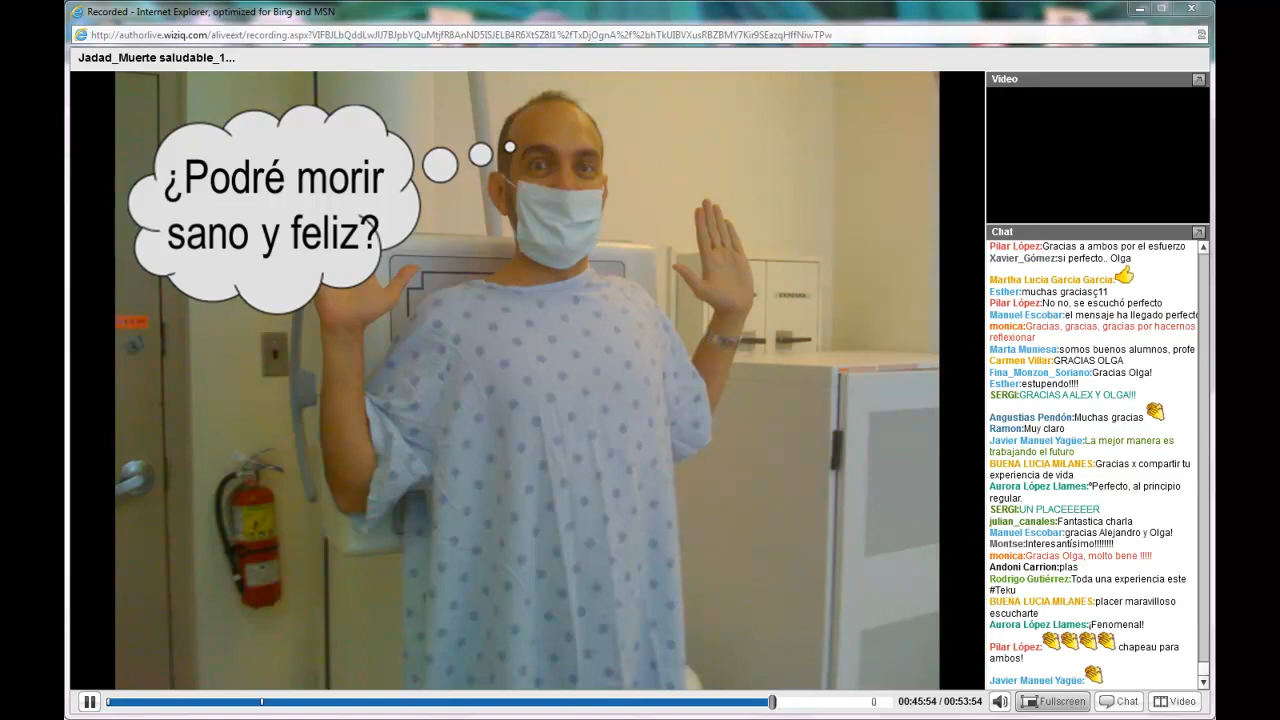 Recorded - Internet Explorer, optimized for Bing and MSN
Jadad_Muerte saludable_1...
¿Podré morir
sano y feliz?
Video
Chat
Pilar López:Gracias a ambos por el esfuerzo
Xavier_Gómez:si perfecto.. Olga
Martha Lucia Garcia Garcia:
Esther:muchas graciasç11
Pilar López:No no, se escuchó perfecto
Manuel Escobar:el mensaje ha llegado perfecto
monica:Gracias, gracias, gracias por hacernos
reflexionar
Marta Muniesa:somos buenos alumnos, profe
Carmen Villar:GRACIAS OLGA
Fina_Monzon_Soriano:Gracias Olga!
Esther:estupendo!!!!
SERGI:GRACIAS A ALEX Y OLGA!!!
Angustias Pendón:Muchas gracias
Ramon:Muy claro
Javier Manuel Yagüe:La mejor manera es
trabajando el futuro
BUENA LUCIA MILANES:Gracias x compartir tu
experiencia de vida
Aurora López Llames:ºPerfecto, al principio
regular.
SERGI:UN PLACEEEEER
julian_canales:Fantastica charla
Manuel Escobar:gracias Alejandro y Olga!
Montse:Interesantísimo!!!!!!!!
monica:Gracias Olga, molto bene !!!!!
Andoni Carrion:plas
Rodrigo Gutiérrez:Toda una experiencia este
#Teku
BUENA LUCIA MILANES:placer maravilloso
escucharte
Aurora López Llames:¡Fenomenal!
Pilar López: chapeau para
ambos!
Javier Manuel Yagüe:
00:45:54 / 00:53:54
Fullscreen
Chat
Video